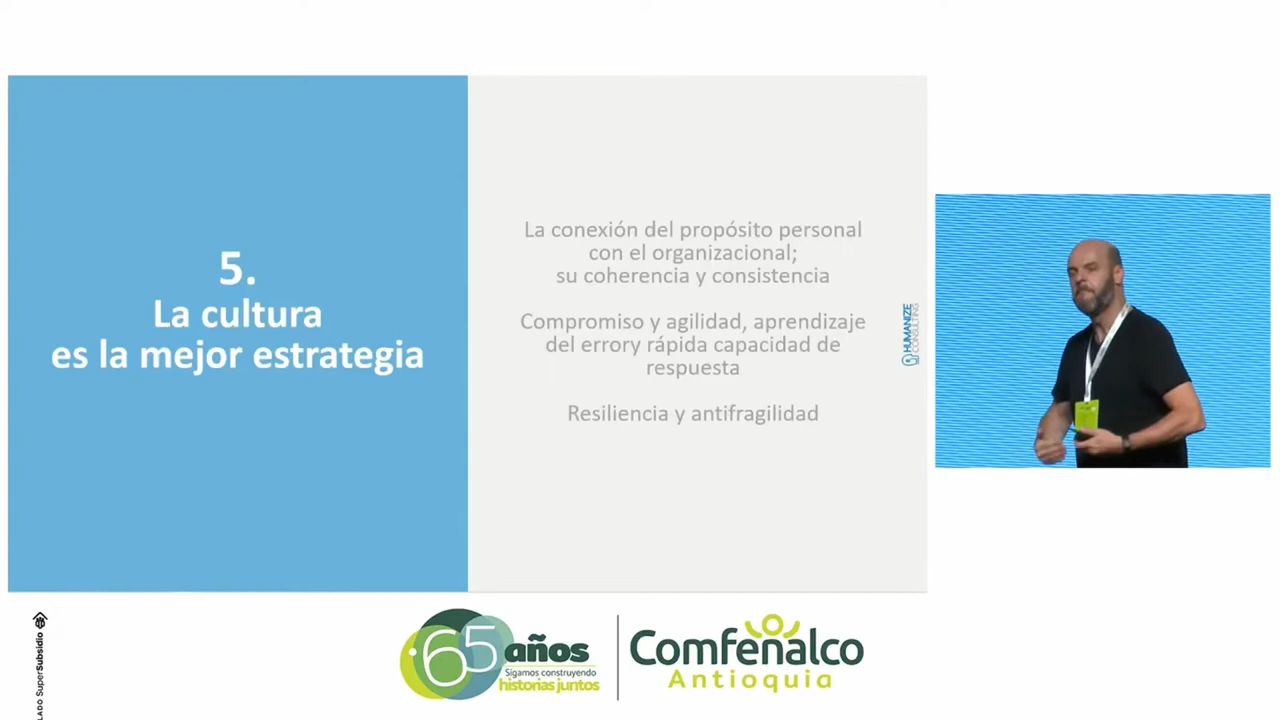 5.
La cultura
es la mejor estrategia
La conexión del propósito personal
con el organizacional;
su coherencia y consistencia
Compromiso y agilidad, aprendizaje
del errory rápida capacidad de
respuesta
Resiliencia y antifragilidad
HUMANIZE
CONSULTING
LADO SuperSubsidio
65 años
Sigamos construyendo
historias juntos
Comfenalco
Antioquia